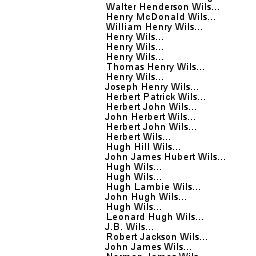 Walter Henderson Wils...
Henry McDonald Wils...
William Henry Wils...
Henry Wils...
Henry Wils...
Henry Wils...
Thomas Henry Wils...
Henry Wils...
Joseph Henry Wils...
Herbert Patrick Wils...
Herbert John Wils...
John Herbert Wils...
Herbert John Wils...
Herbert Wils...
Hugh Hill Wils...
John James Hubert Wils...
Hugh Wils...
Hugh Wils...
Hugh Lambie Wils...
John Hugh Wils...
Hugh Wils...
Leonard Hugh Wils...
J.B. Wils...
Robert Jackson Wils...
John James Wils...
Norman James Wils...